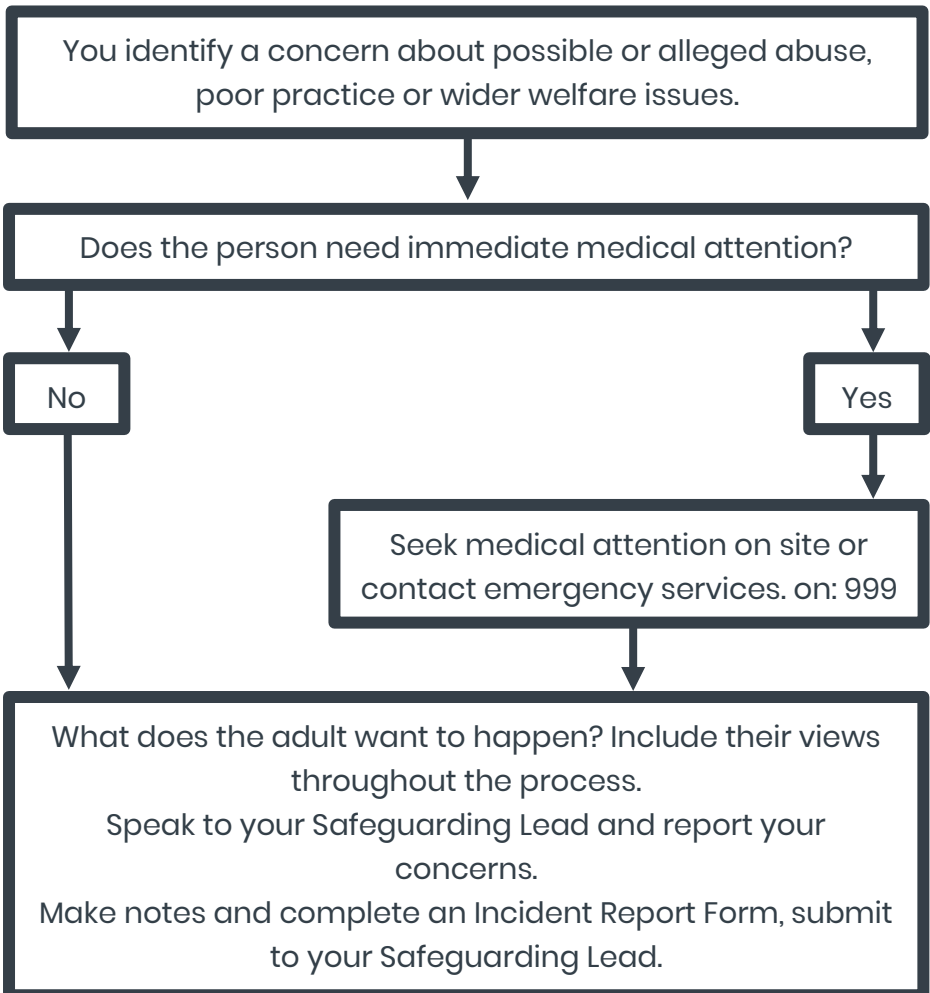 You identify a concern about possible or alleged abuse,
poor practice or wider welfare issues.
Does the person need immediate medical attention?
No
Yes
Seek medical attention on site or
contact emergency services. on: 999
What does the adult want to happen? Include their views
throughout the process.
Speak to your Safeguarding Lead and report your
concerns.
Make notes and complete an Incident Report Form, submit
to your Safeguarding Lead.